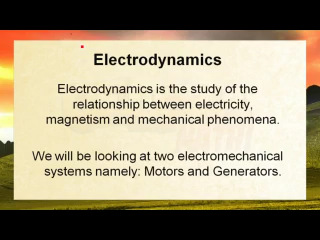 Electrodynamics
Electrodynamics is the study of the
relationship between electricity,
magnetism and mechanical phenomena.
We will be looking at two electromechanical
systems namely: Motors and Generators.